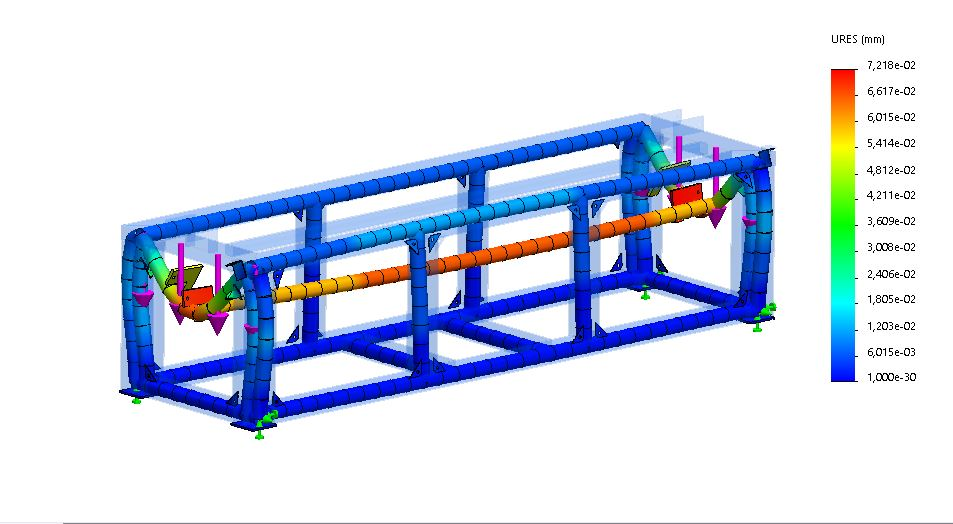 URES (mm)
7,218e-02
6,617e-02
6,015e-02
5,414e-02
4,812e-02
4,211e-02
3,609e-02
3,008e-02
2,406e-02
1,805e-02
1,203e-02
6,015e-03
1,000e-30